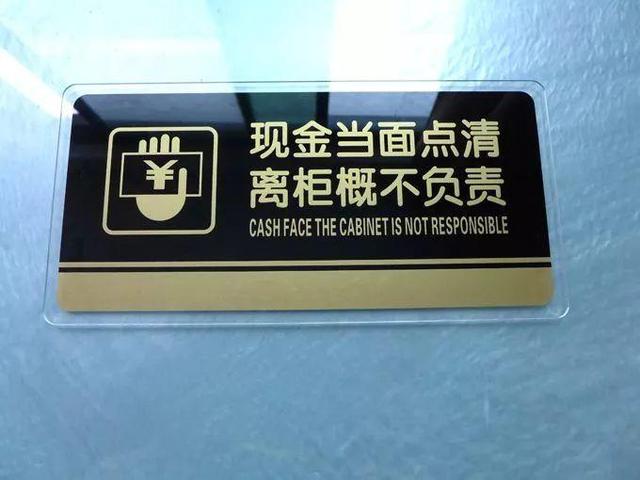 现金当面点清
离柜概不负责
CASH FACE THE CABINET IS NOT RESPONSIBLE
¥